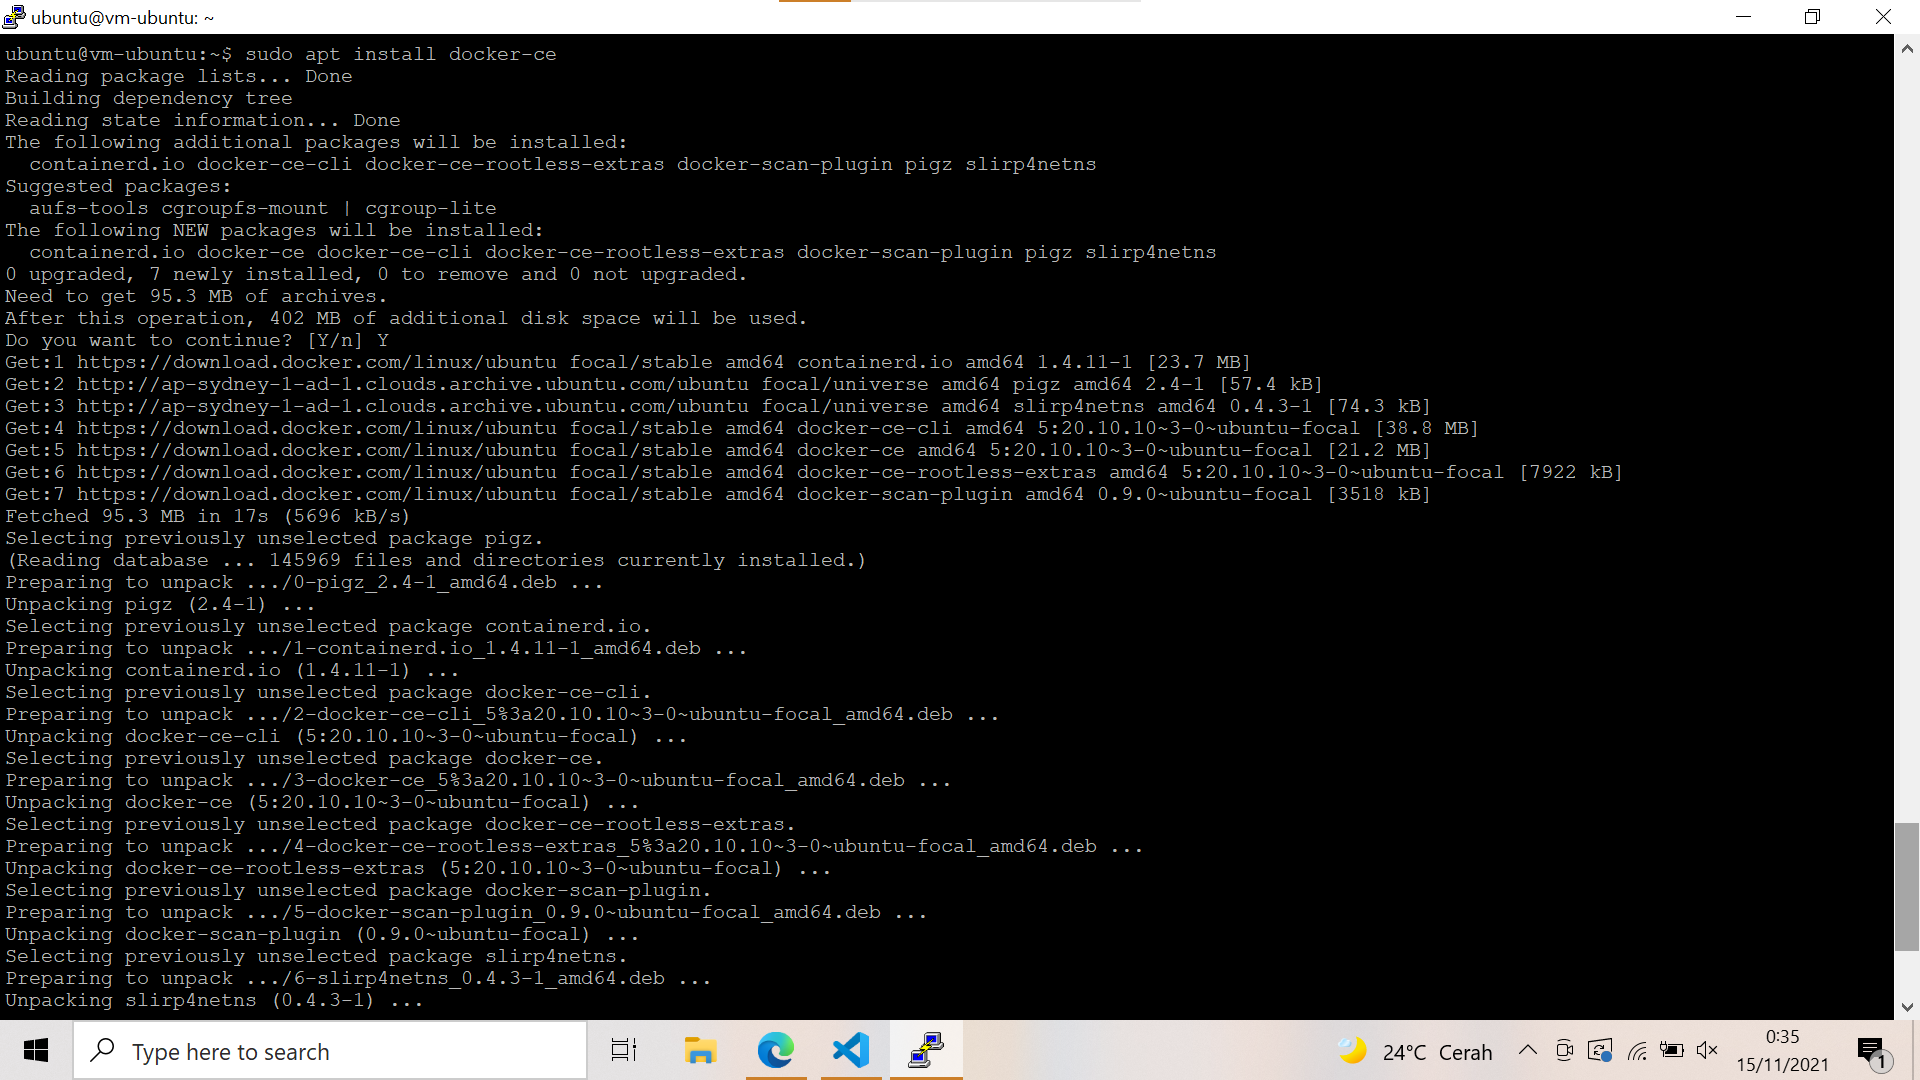 ubuntu@vm-ubuntu: ~
ubuntu@vm-ubuntu:~$ sudo apt install docker-ce
Reading package lists... Done
Building dependency tree
Reading state information... Done
The following additional packages will be installed:
  containerd.io docker-ce-cli docker-ce-rootless-extras docker-scan-plugin pigz slirp4netns
Suggested packages:
  aufs-tools cgroupfs-mount | cgroup-lite
The following NEW packages will be installed:
  containerd.io docker-ce docker-ce-cli docker-ce-rootless-extras docker-scan-plugin pigz slirp4netns
0 upgraded, 7 newly installed, 0 to remove and 0 not upgraded.
Need to get 95.3 MB of archives.
After this operation, 402 MB of additional disk space will be used.
Do you want to continue? [Y/n] Y
Get:1 https://download.docker.com/linux/ubuntu focal/stable amd64 containerd.io amd64 1.4.11-1 [23.7 MB]
Get:2 http://ap-sydney-1-ad-1.clouds.archive.ubuntu.com/ubuntu focal/universe amd64 pigz amd64 2.4-1 [57.4 kB]
Get:3 http://ap-sydney-1-ad-1.clouds.archive.ubuntu.com/ubuntu focal/universe amd64 slirp4netns amd64 0.4.3-1 [74.3 kB]
Get:4 https://download.docker.com/linux/ubuntu focal/stable amd64 docker-ce-cli amd64 5:20.10.10~3-0~ubuntu-focal [38.8 MB]
Get:5 https://download.docker.com/linux/ubuntu focal/stable amd64 docker-ce amd64 5:20.10.10~3-0~ubuntu-focal [21.2 MB]
Get:6 https://download.docker.com/linux/ubuntu focal/stable amd64 docker-ce-rootless-extras amd64 5:20.10.10~3-0~ubuntu-focal [7922 kB]
Get:7 https://download.docker.com/linux/ubuntu focal/stable amd64 docker-scan-plugin amd64 0.9.0~ubuntu-focal [3518 kB]
Fetched 95.3 MB in 17s (5696 kB/s)
Selecting previously unselected package pigz.
(Reading database ... 145969 files and directories currently installed.)
Preparing to unpack .../0-pigz_2.4-1_amd64.deb ...
Unpacking pigz (2.4-1) ...
Selecting previously unselected package containerd.io.
Preparing to unpack .../1-containerd.io_1.4.11-1_amd64.deb ...
Unpacking containerd.io (1.4.11-1) ...
Selecting previously unselected package docker-ce-cli.
Preparing to unpack .../2-docker-ce-cli_5%3a20.10.10~3-0~ubuntu-focal_amd64.deb ...
Unpacking docker-ce-cli (5:20.10.10~3-0~ubuntu-focal) ...
Selecting previously unselected package docker-ce.
Preparing to unpack .../3-docker-ce_5%3a20.10.10~3-0~ubuntu-focal_amd64.deb ...
Unpacking docker-ce (5:20.10.10~3-0~ubuntu-focal) ...
Selecting previously unselected package docker-ce-rootless-extras.
Preparing to unpack .../4-docker-ce-rootless-extras_5%3a20.10.10~3-0~ubuntu-focal_amd64.deb ...
Unpacking docker-ce-rootless-extras (5:20.10.10~3-0~ubuntu-focal) ...
Selecting previously unselected package docker-scan-plugin.
Preparing to unpack .../5-docker-scan-plugin_0.9.0~ubuntu-focal_amd64.deb ...
Unpacking docker-scan-plugin (0.9.0~ubuntu-focal) ...
Selecting previously unselected package slirp4netns.
Preparing to unpack .../6-slirp4netns_0.4.3-1_amd64.deb ...
Unpacking slirp4netns (0.4.3-1) ...
Type here to search
24°C Cerah
0:35
15/11/2021
1